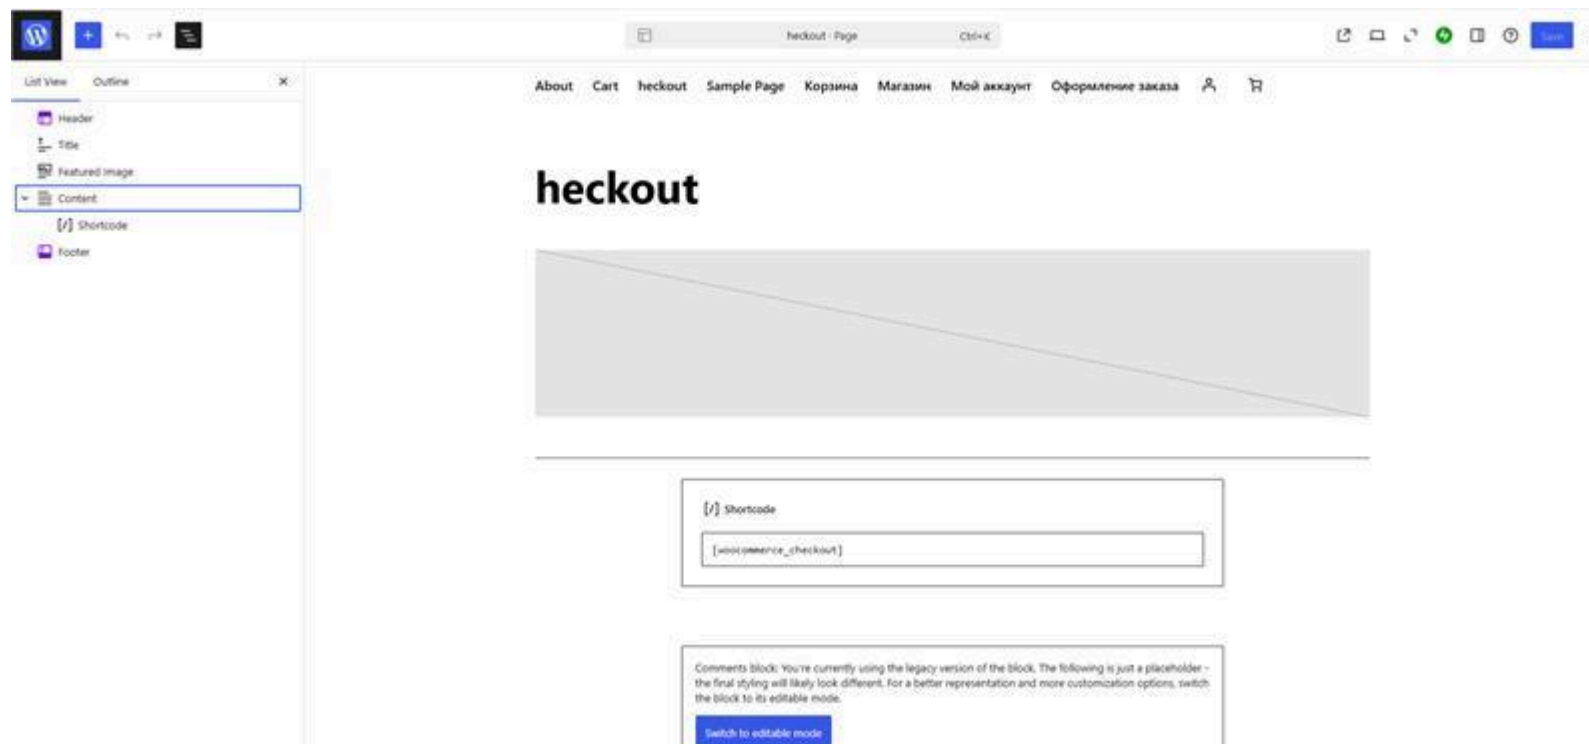 heckout · Page
Ctrl+K
Save
List View Outline
Header
Title
Featured Image
Content
[/] Shortcode
Footer
About Cart heckout Sample Page Корзина Магазин Мой аккаунт Оформление заказа
heckout
[/] Shortcode
[woocommerce_checkout]
Comments block: You're currently using the legacy version of the block. The following is just a placeholder -
the final styling will likely look different. For a better representation and more customization options, switch
the block to its editable mode.
Switch to editable mode